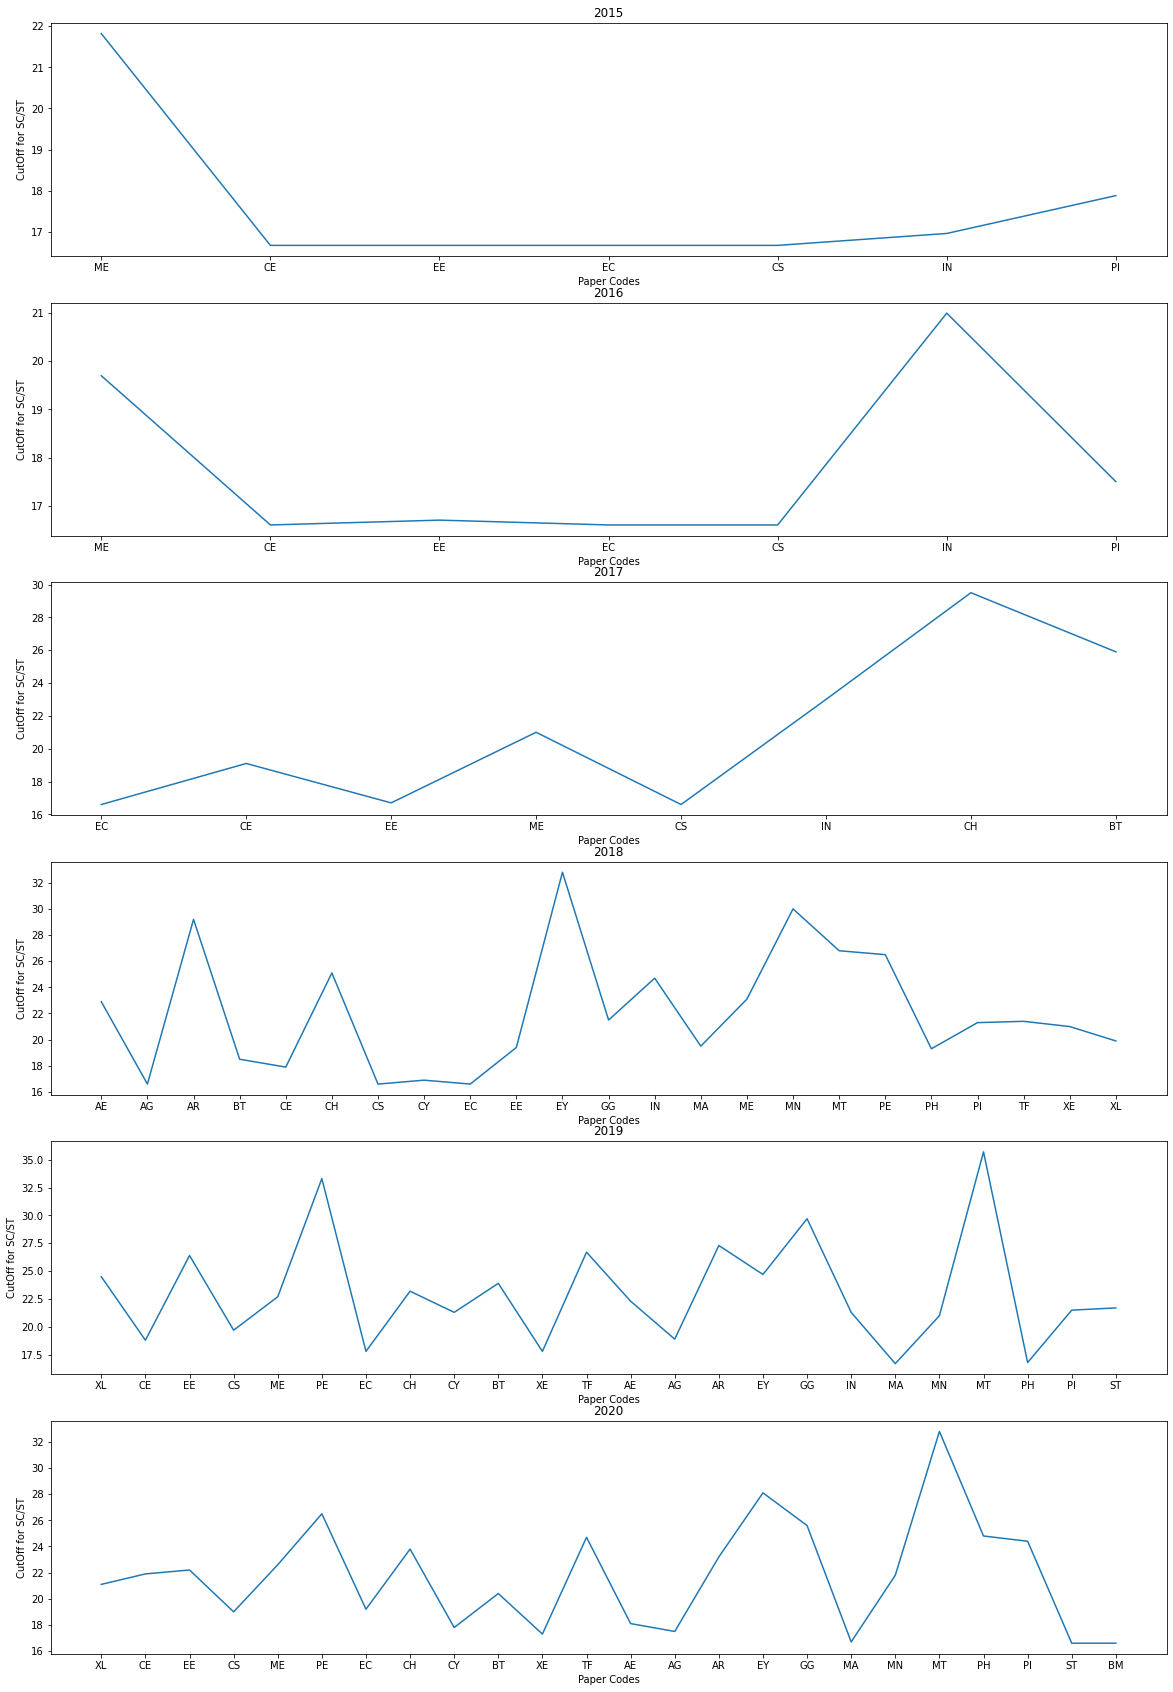 2015
22
21
20
19
18
17
CutOff for SC/ST
ME CE EE EC CS IN PI
Paper Codes
2016
21
20
19
18
17
CutOff for SC/ST
ME CE EE EC CS IN PI
Paper Codes
2017
30
28
26
24
22
20
18
16
CutOff for SC/ST
EC CE EE ME CS IN CH BT
Paper Codes
2018
32
30
28
26
24
22
20
18
16
CutOff for SC/ST
AE AG AR BT CE CH CS CY EC EE EY GG IN MA ME MN MT PE PH PI TF XE XL
Paper Codes
2019
35.0
32.5
30.0
27.5
25.0
22.5
20.0
17.5
CutOff for SC/ST
XL CE EE CS ME PE EC CH CY BT XE TF AE AG AR EY GG IN MA MN MT PH PI ST
Paper Codes
2020
32
30
28
26
24
22
20
18
16
CutOff for SC/ST
XL CE EE CS ME PE EC CH CY BT XE TF AE AG AR EY GG MA MN MT PH PI ST BM
Paper Codes